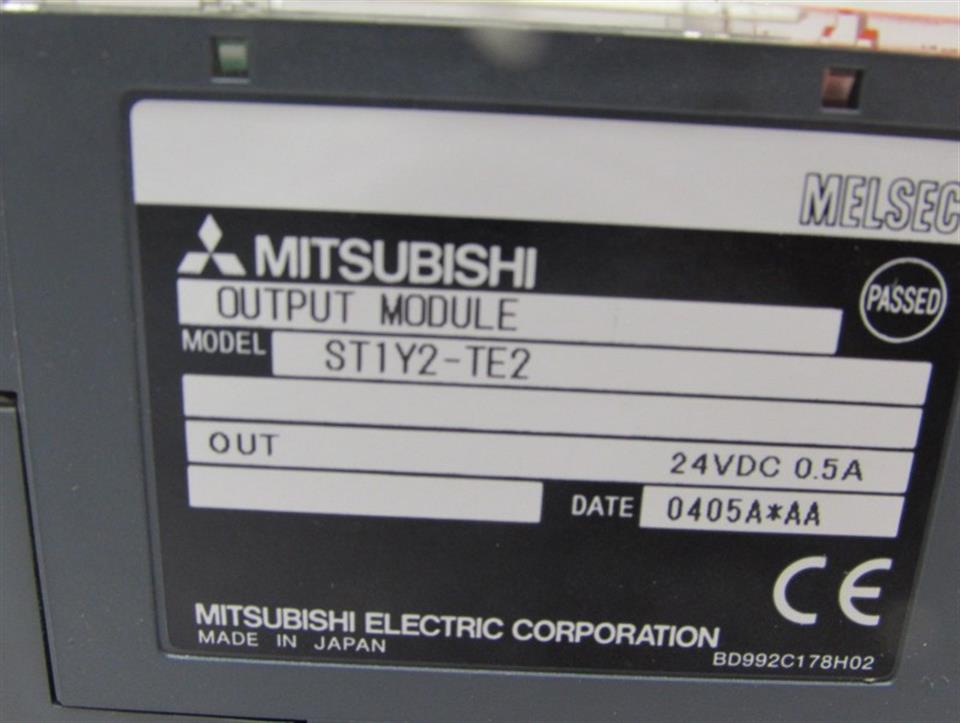 MELSEC
MITSUBISHI
PASSED
OUTPUT MODULE
MODEL ST1Y2-TE2
OUT 24VDC 0.5A
DATE 0405A*AA
CE
MITSUBISHI ELECTRIC CORPORATION
MADE IN JAPAN
BD992C178H02